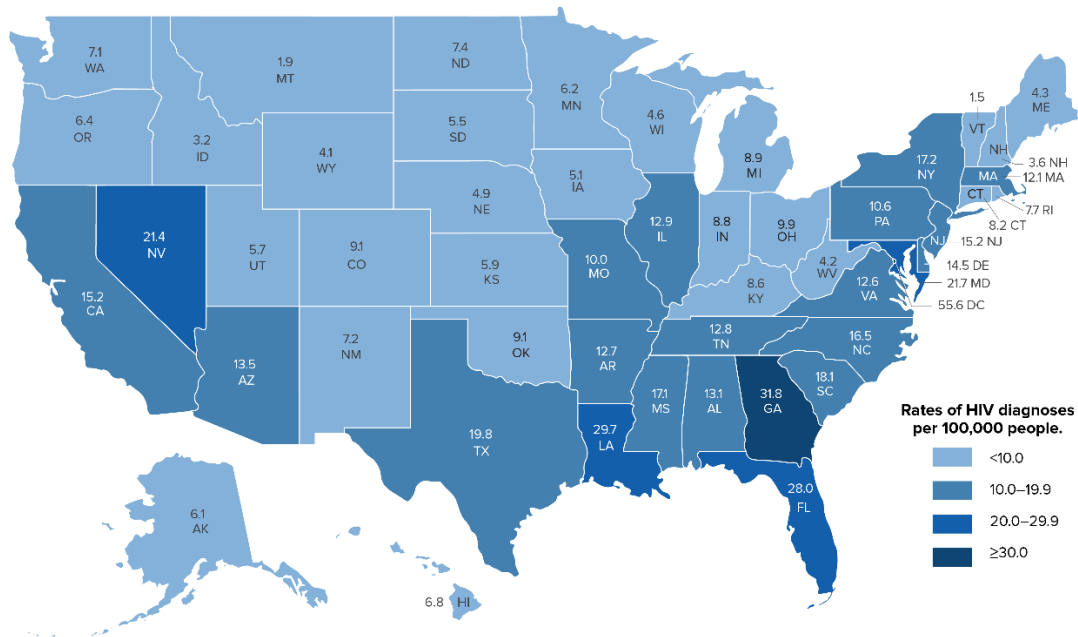 7.1
WA
1.9
MT
7.4
ND
6.2
MN
4.6
WI
8.9
MI
1.5
VT
NH
4.3
ME
3.6 NH
MA
12.1 MA
CT
7.7 RI
8.2 CT
17.2
NY
6.4
OR
3.2
ID
4.1
WY
5.5
SD
5.1
IA
4.9
NE
10.6
PA
NJ
15.2 NJ
14.5 DE
21.7 MD
55.6 DC
21.4
NV
5.7
UT
9.1
CO
5.9
KS
10.0
MO
12.9
IL
8.8
IN
9.9
OH
4.2
WV
12.6
VA
8.6
KY
15.2
CA
13.5
AZ
7.2
NM
9.1
OK
12.7
AR
12.8
TN
16.5
NC
18.1
SC
19.8
TX
29.7
LA
17.1
MS
13.1
AL
31.8
GA
28.0
FL
6.1
AK
6.8
HI
Rates of HIV diagnoses
per 100,000 people.
<10.0
10.0–19.9
20.0–29.9
≥30.0